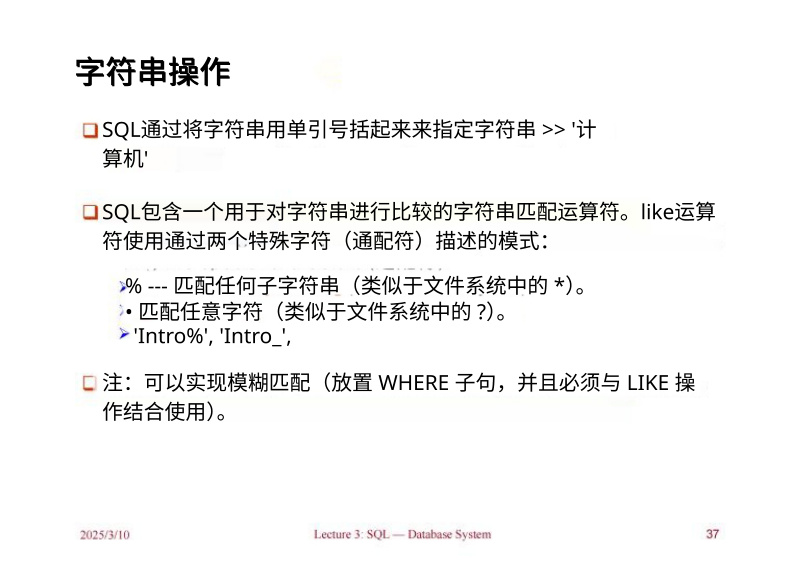 字符串操作
SQL通过将字符串用单引号括起来来指定字符串 >> '计
算机'
SQL包含一个用于对字符串进行比较的字符串匹配运算符。like运算
符使用通过两个特殊字符（通配符）描述的模式：
% --- 匹配任何子字符串（类似于文件系统中的 *）。
• 匹配任意字符（类似于文件系统中的 ?）。
'Intro%', 'Intro_',
注：可以实现模糊匹配（放置 WHERE 子句，并且必须与 LIKE 操
作结合使用）。
2025/3/10 Lecture 3: SQL — Database System 37